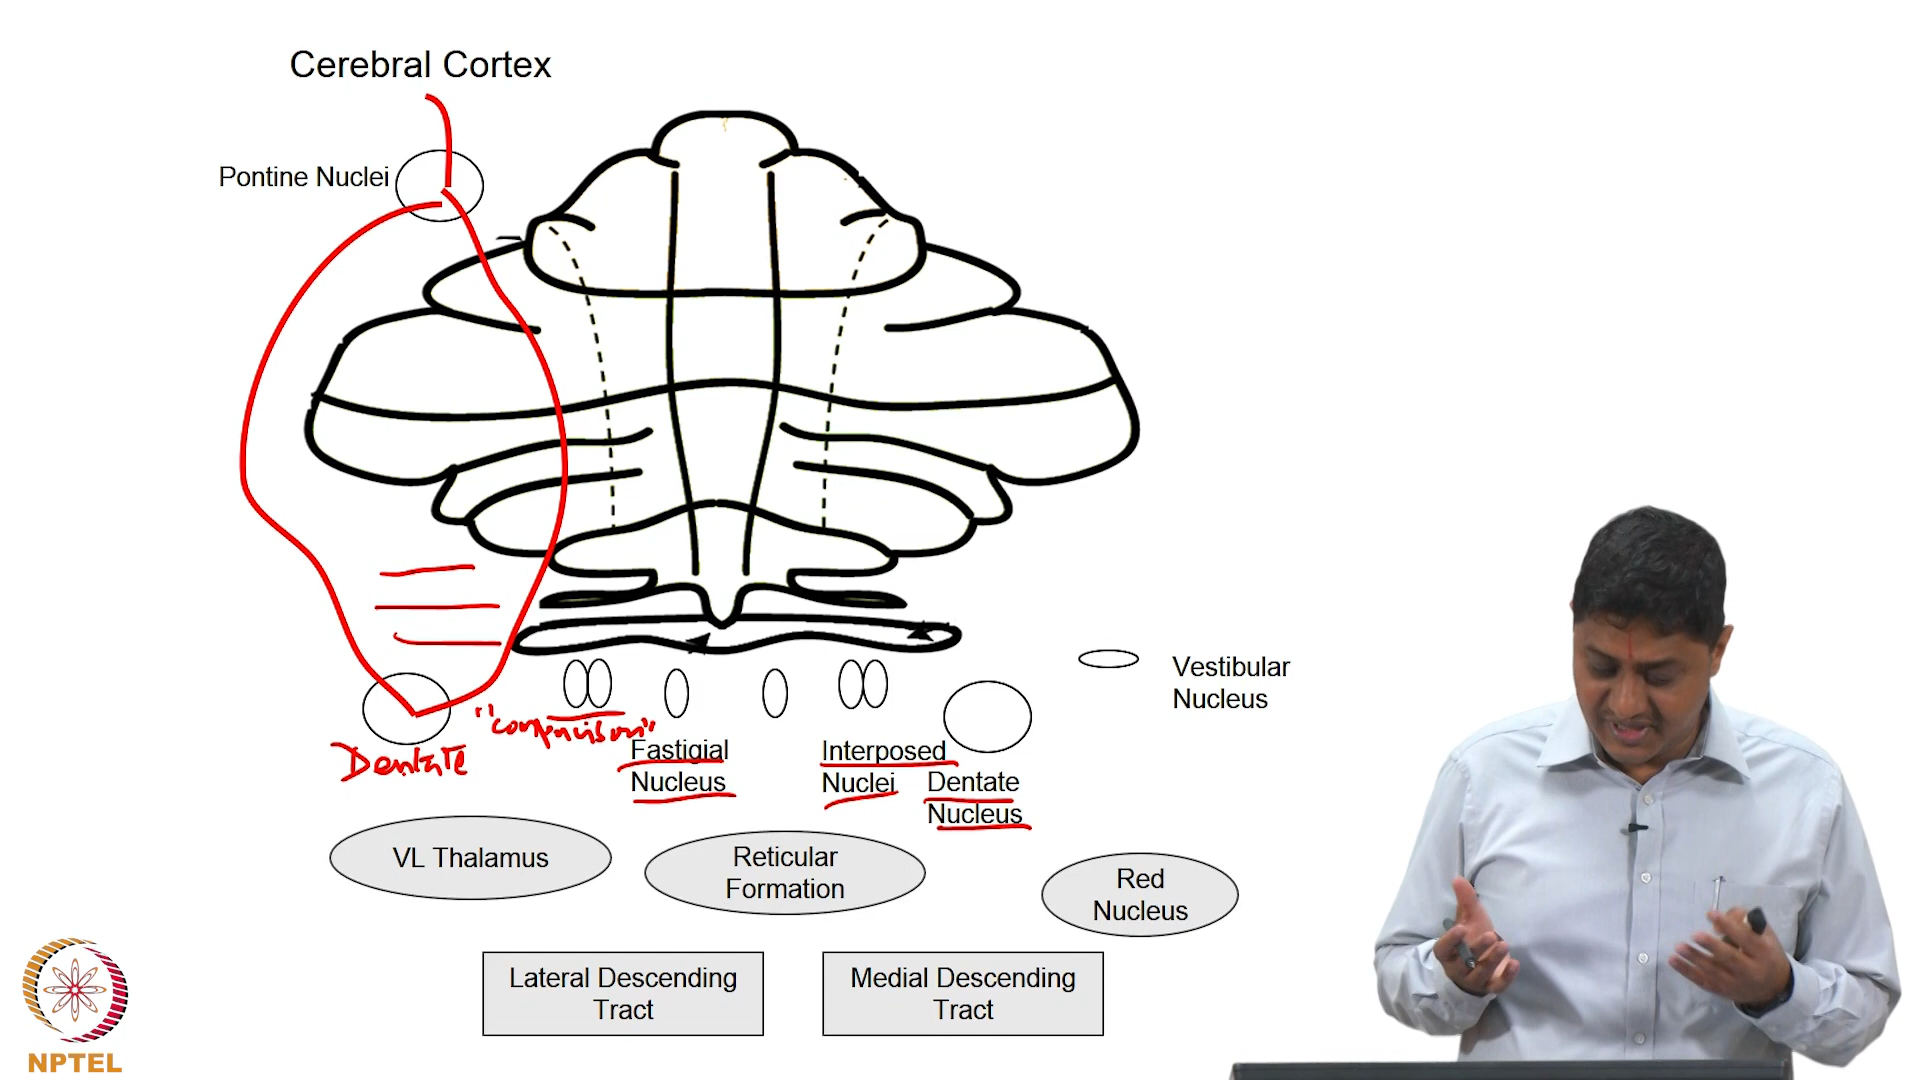 Cerebral Cortex
Pontine Nuclei
Vestibular
Nucleus
"comparison"
Dentate
Fastigial
Nucleus
Interposed
Nuclei
Dentate
Nucleus
VL Thalamus
Reticular
Formation
Red
Nucleus
Lateral Descending
Tract
Medial Descending
Tract
NPTEL